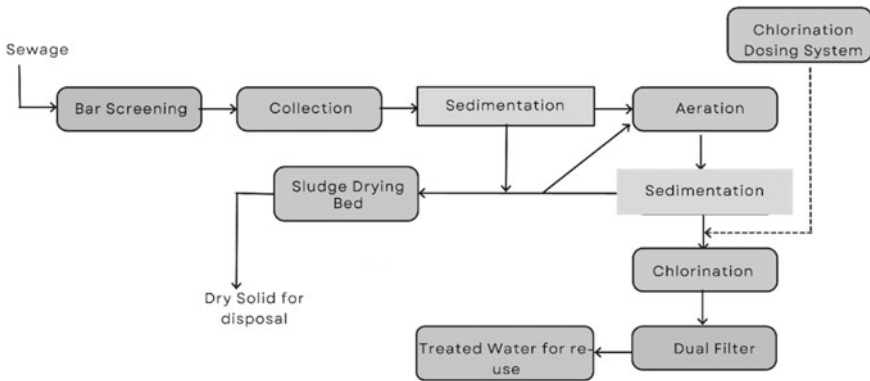 Chlorination
Dosing System
Sewage
Bar Screening
Collection
Sedimentation
Aeration
Sludge Drying
Bed
Sedimentation
Dry Solid for
disposal
Chlorination
Treated Water for re-
use
Dual Filter